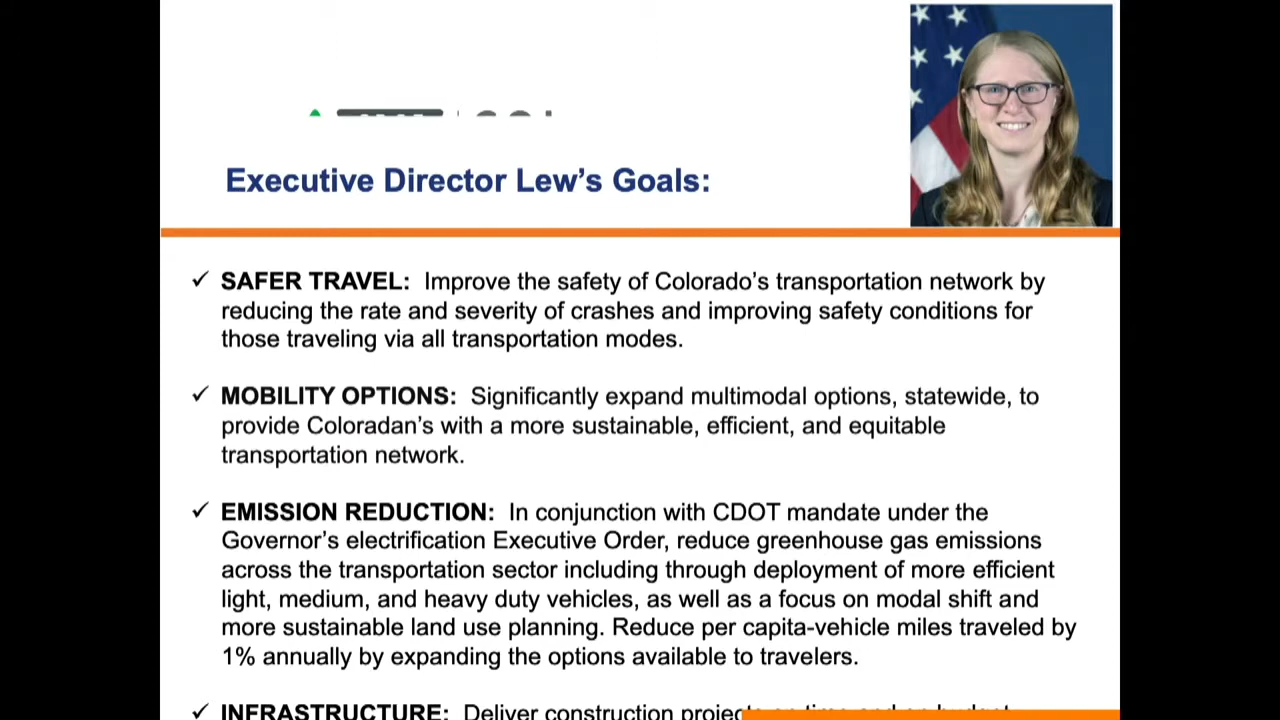 Executive Director Lew’s Goals:
✓ SAFER TRAVEL: Improve the safety of Colorado’s transportation network by
reducing the rate and severity of crashes and improving safety conditions for
those traveling via all transportation modes.
✓ MOBILITY OPTIONS: Significantly expand multimodal options, statewide, to
provide Coloradan’s with a more sustainable, efficient, and equitable
transportation network.
✓ EMISSION REDUCTION: In conjunction with CDOT mandate under the
Governor’s electrification Executive Order, reduce greenhouse gas emissions
across the transportation sector including through deployment of more efficient
light, medium, and heavy duty vehicles, as well as a focus on modal shift and
more sustainable land use planning. Reduce per capita-vehicle miles traveled by
1% annually by expanding the options available to travelers.
✓ INFRASTRUCTURE: Deliver construction projects on time and on budget